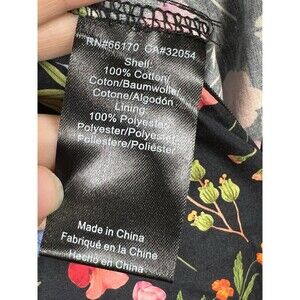 RN#66170 CA#32054
Shell:
100% Cotton/
Coton/Baumwolle/
Cotone/Algodón
Lining:
100% Polyester/
Polyester/Polyester/
Poliestere/Poliéster
Made in China
Fabriqué en la Chine
Hecho en China